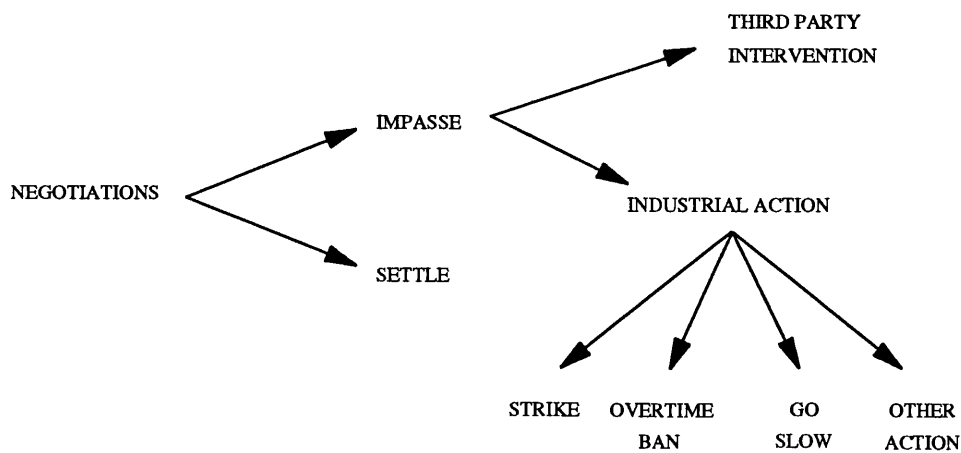 THIRD PARTY
INTERVENTION
IMPASSE
NEGOTIATIONS
INDUSTRIAL ACTION
SETTLE
STRIKE
OVERTIME
BAN
GO
SLOW
OTHER
ACTION